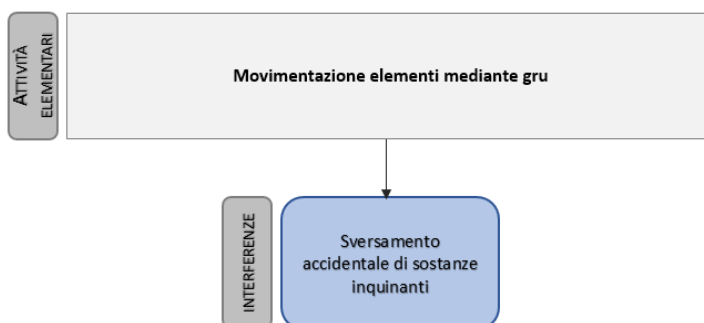 ATTIVITÀ
ELEMENTARI
Movimentazione elementi mediante gru
INTERFERENZE
Sversamento
accidentale di sostanze
inquinanti